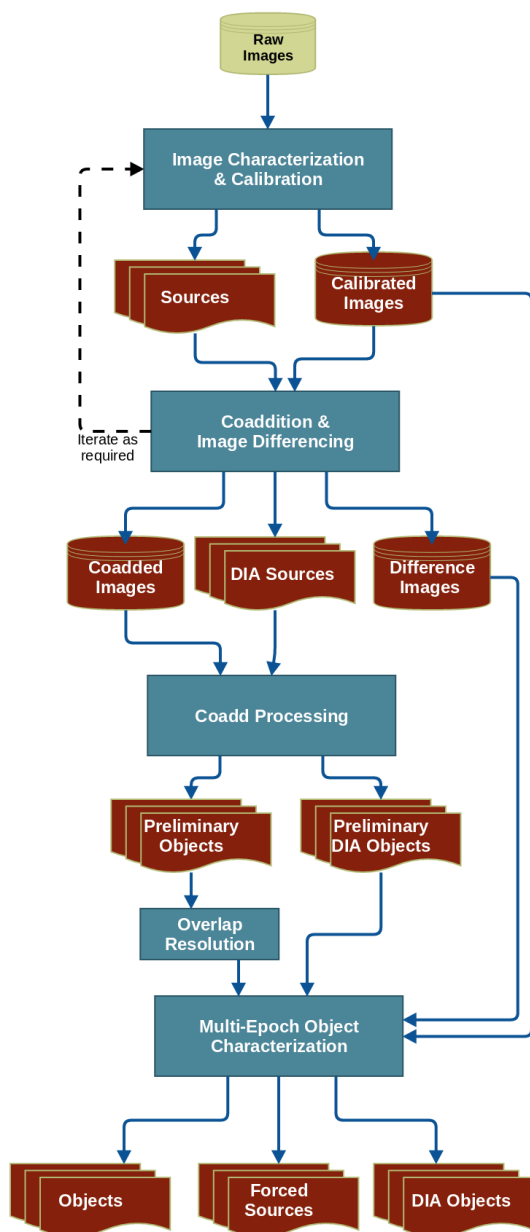 Raw
Images
Image Characterization
& Calibration
Sources
Calibrated
Images
Coaddition &
Image Differencing
Iterate as
required
Coadded
Images
DIA Sources
Difference
Images
Coadd Processing
Preliminary
Objects
Preliminary
DIA Objects
Overlap
Resolution
Multi-Epoch Object
Characterization
Objects
Forced
Sources
DIA Objects